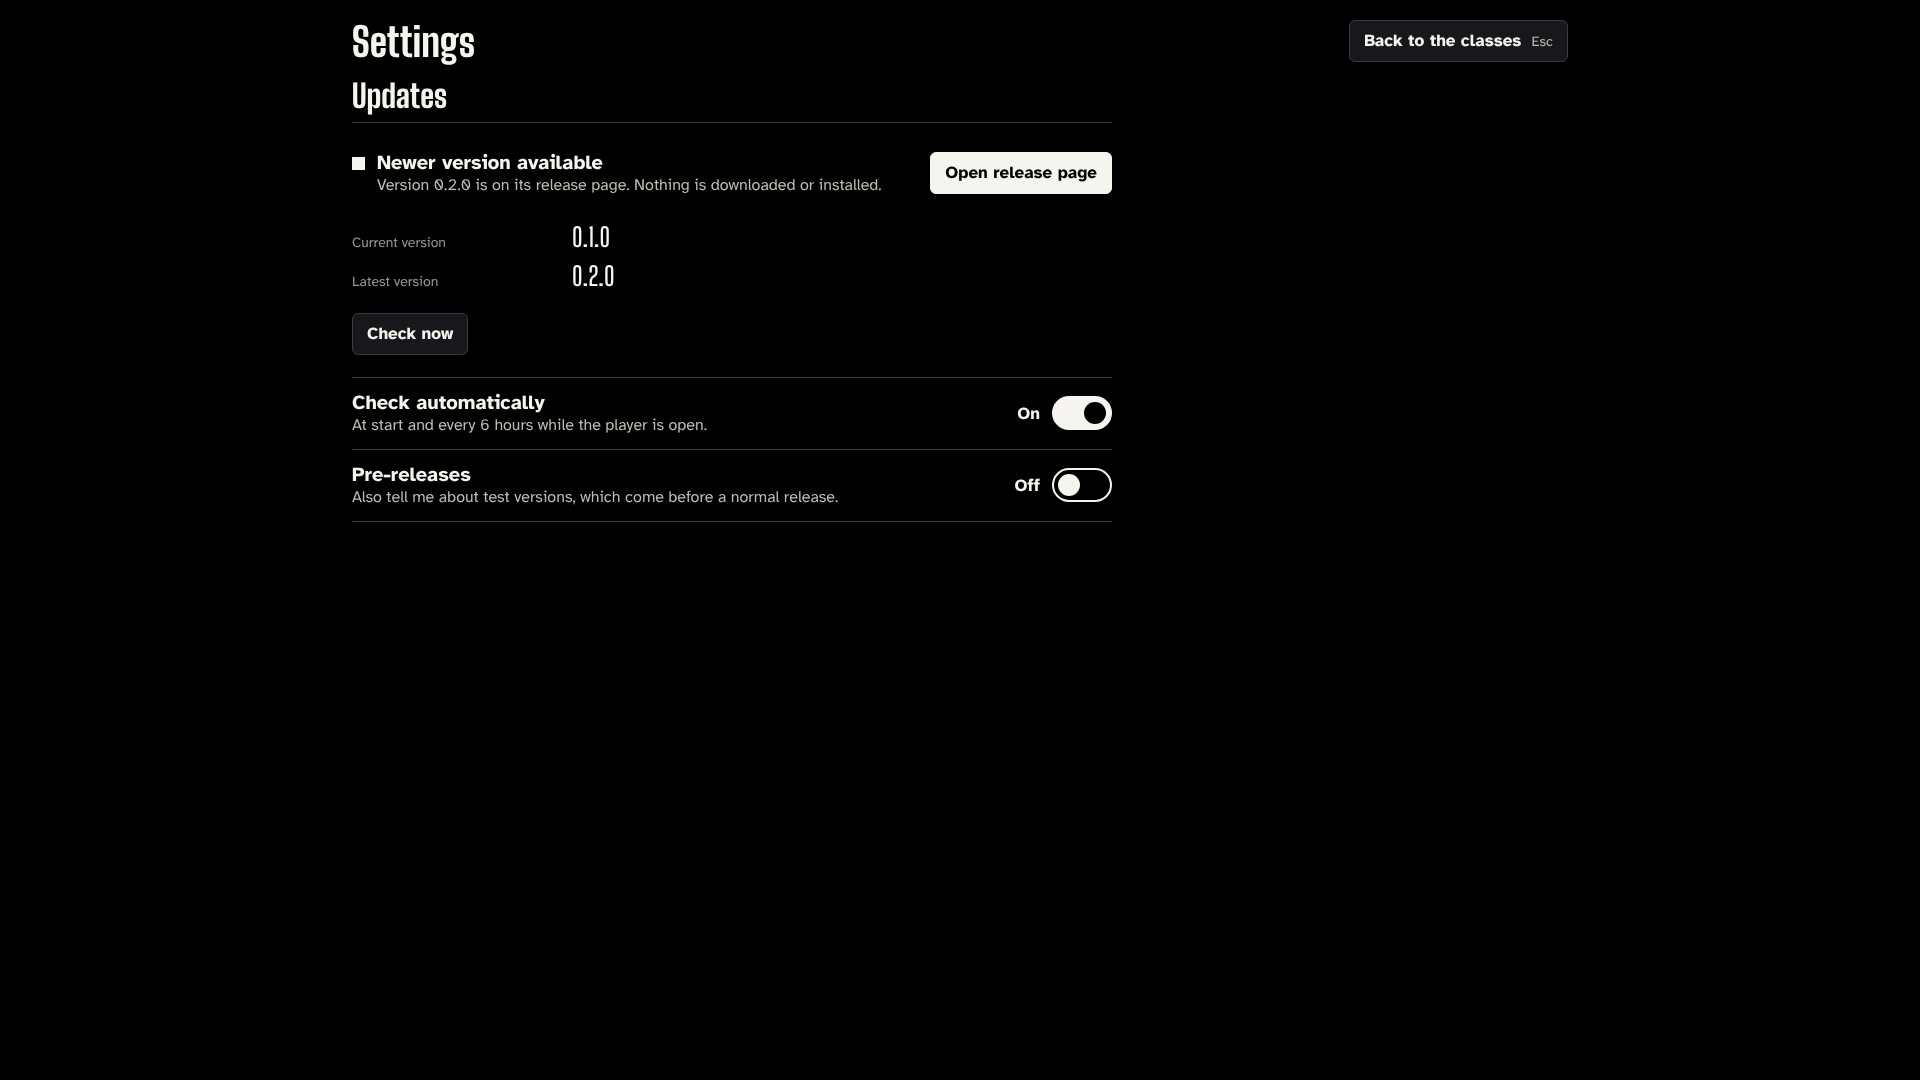 Settings
Back to the classes Esc
Updates
Newer version available
Version 0.2.0 is on its release page. Nothing is downloaded or installed.
Open release page
Current version 0.1.0
Latest version 0.2.0
Check now
Check automatically
At start and every 6 hours while the player is open.
On
Pre-releases
Also tell me about test versions, which come before a normal release.
Off